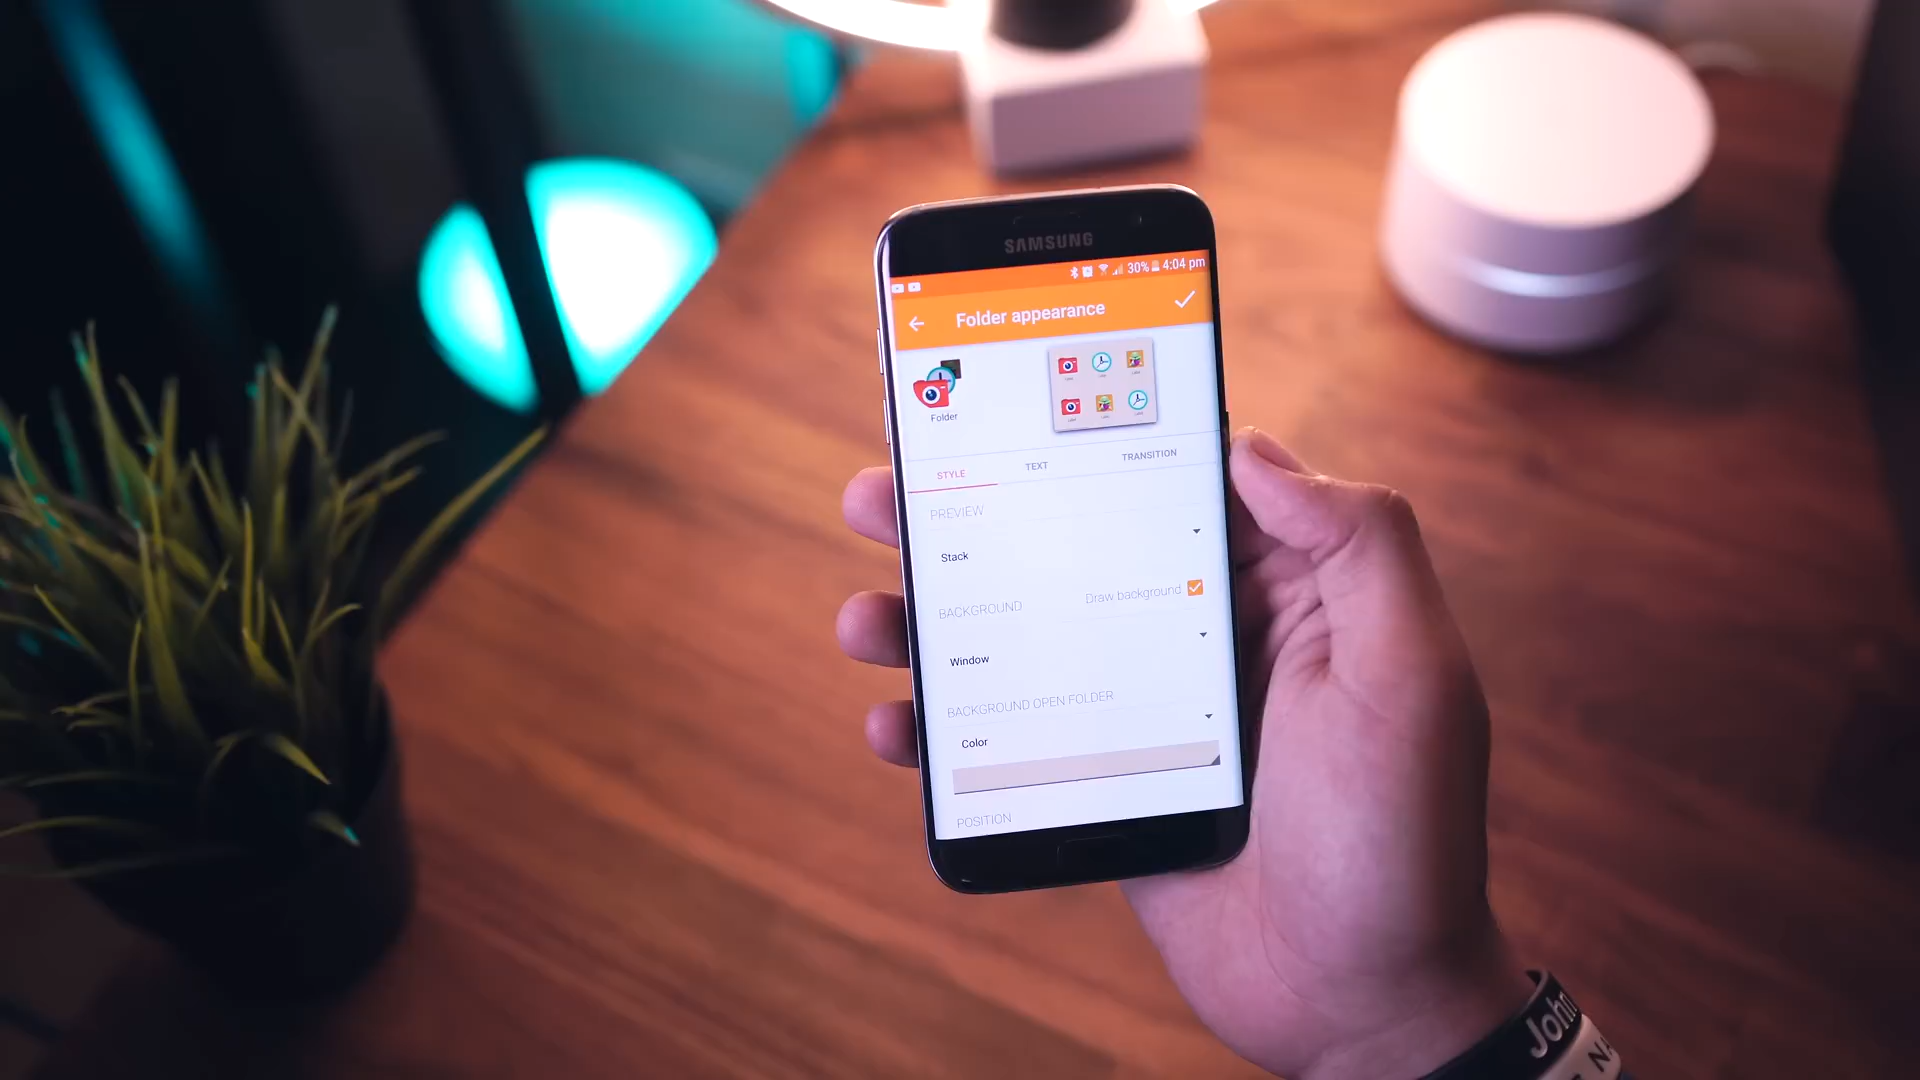 SAMSUNG
30% 4:04 pm
Folder appearance
Folder
STYLE TEXT TRANSITION
PREVIEW
Stack
BACKGROUND Draw background
Window
BACKGROUND OPEN FOLDER
Color
POSITION
John